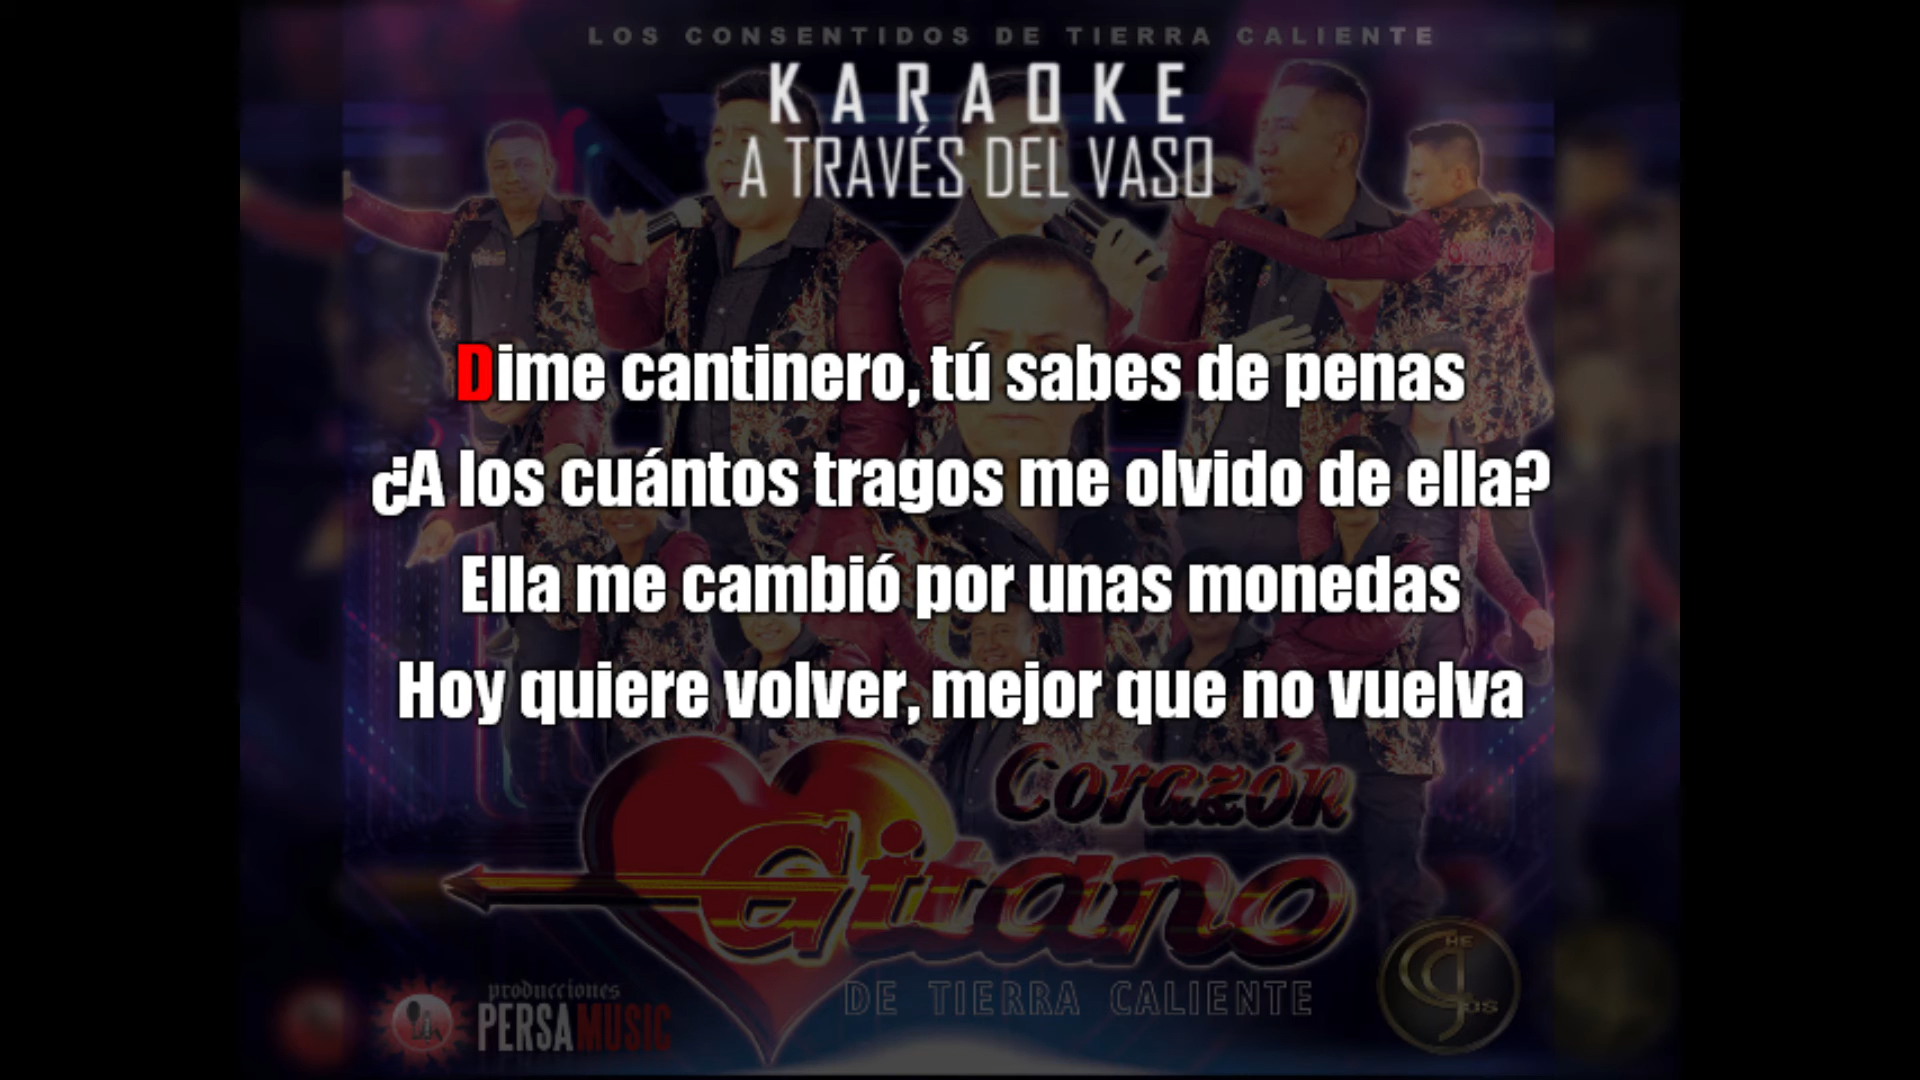 LOS CONSENTIDOS DE TIERRA CALIENTE
KARAOKE
A TRAVÉS DEL VASO
Dime cantinero, tú sabes de penas
¿A los cuántos tragos me olvido de ella?
Ella me cambió por unas monedas
Hoy quiere volver, mejor que no vuelva
Corazón
Gitano
DE TIERRA CALIENTE
producciones
PERSAMUSIC